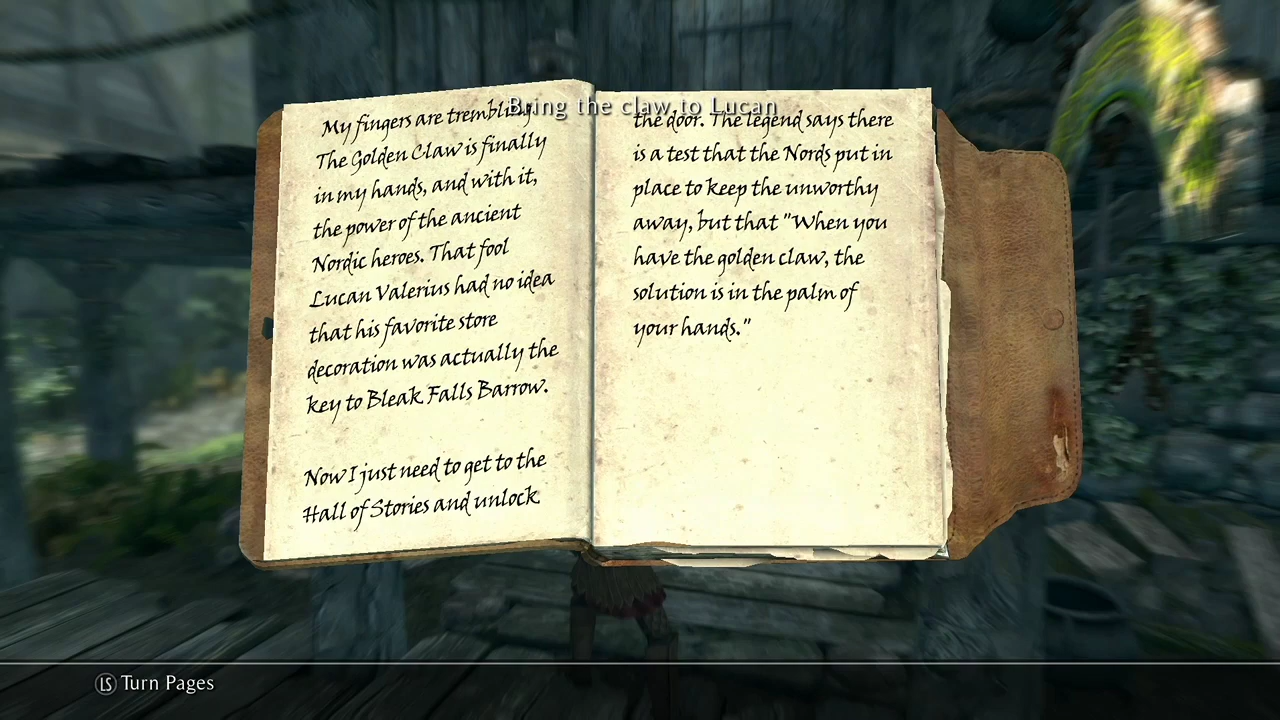 Bring the claw to Lucan
My fingers are trembling.
The Golden Claw is finally
in my hands, and with it,
the power of the ancient
Nordic heroes. That fool
Lucan Valerius had no idea
that his favorite store
decoration was actually the
key to Bleak Falls Barrow.
Now I just need to get to the
Hall of Stories and unlock
the door. The legend says there
is a test that the Nords put in
place to keep the unworthy
away, but that "When you
have the golden claw, the
solution is in the palm of
your hands."
LS Turn Pages